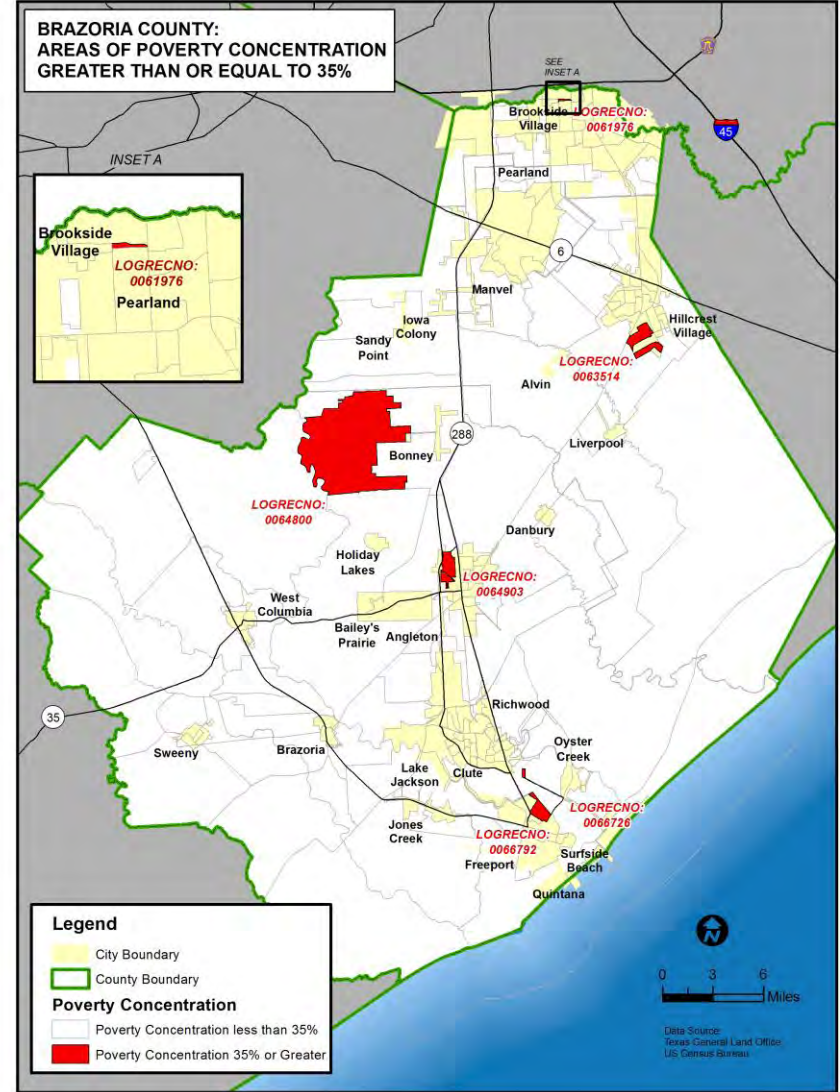 BRAZORIA COUNTY:
AREAS OF POVERTY CONCENTRATION
GREATER THAN OR EQUAL TO 35%
SEE
INSET A
Brookside
Village
LOGRECNO:
0061976
45
Pearland
INSET A
Brookside
Village
LOGRECNO:
0061976
Pearland
6
Manvel
Iowa
Colony
Sandy
Point
Hillcrest
Village
LOGRECNO:
0063514
Alvin
288
Liverpool
Bonney
LOGRECNO:
0064800
Danbury
Holiday
Lakes
LOGRECNO:
0064903
West
Columbia
Bailey's
Prairie
Angleton
35
Richwood
Sweeny
Brazoria
Oyster
Creek
Lake
Jackson
Clute
Jones
Creek
LOGRECNO:
0066726
LOGRECNO:
0066792
Freeport
Surfside
Beach
Quintana
Legend
City Boundary
County Boundary
Poverty Concentration
Poverty Concentration less than 35%
Poverty Concentration 35% or Greater
N
0 3 6
Miles
Data Source:
Texas General Land Office
US Census Bureau